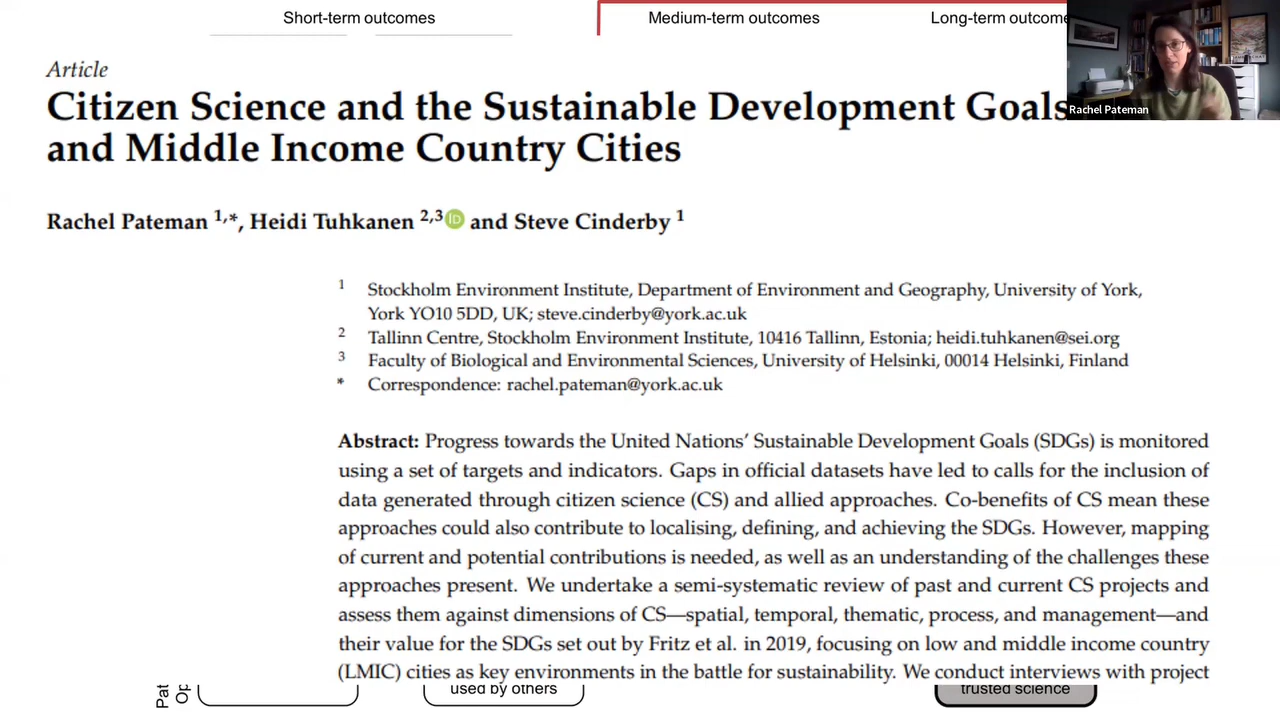 Short-term outcomes
Medium-term outcomes
Long-term outcome
Rachel Pateman
Article
Citizen Science and the Sustainable Development Goals
and Middle Income Country Cities
Rachel Pateman 1,*, Heidi Tuhkanen 2,3 iD and Steve Cinderby 1
1 Stockholm Environment Institute, Department of Environment and Geography, University of York,
York YO10 5DD, UK; steve.cinderby@york.ac.uk
2 Tallinn Centre, Stockholm Environment Institute, 10416 Tallinn, Estonia; heidi.tuhkanen@sei.org
3 Faculty of Biological and Environmental Sciences, University of Helsinki, 00014 Helsinki, Finland
* Correspondence: rachel.pateman@york.ac.uk
Abstract: Progress towards the United Nations' Sustainable Development Goals (SDGs) is monitored
using a set of targets and indicators. Gaps in official datasets have led to calls for the inclusion of
data generated through citizen science (CS) and allied approaches. Co-benefits of CS mean these
approaches could also contribute to localising, defining, and achieving the SDGs. However, mapping
of current and potential contributions is needed, as well as an understanding of the challenges these
approaches present. We undertake a semi-systematic review of past and current CS projects and
assess them against dimensions of CS—spatial, temporal, thematic, process, and management—and
their value for the SDGs set out by Fritz et al. in 2019, focusing on low and middle income country
(LMIC) cities as key environments in the battle for sustainability. We conduct interviews with project
Pat
Op
used by others
trusted science